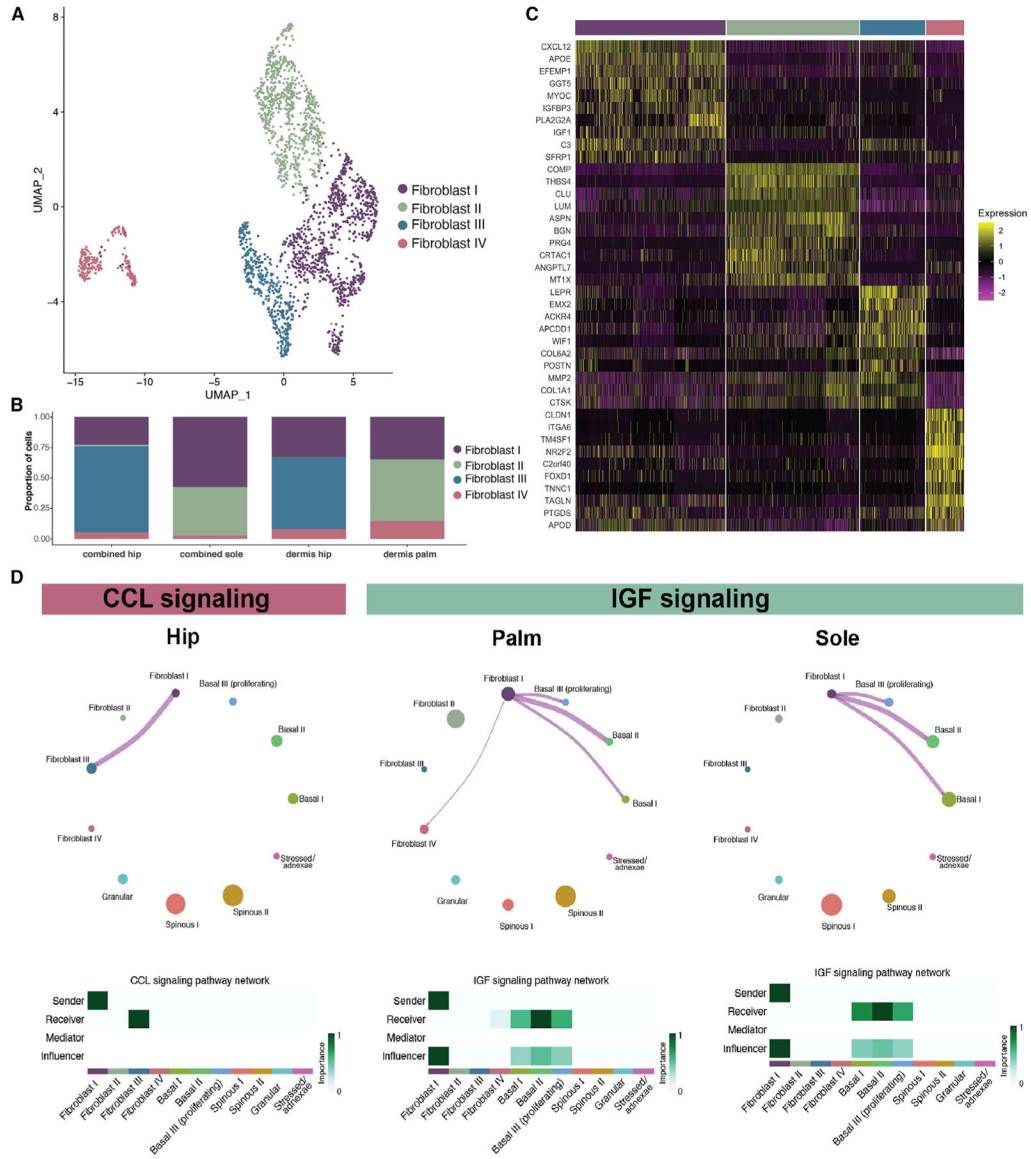 A
8
4
0
−4
UMAP_2
−15
−10
−5
0
5
UMAP_1
Fibroblast I
Fibroblast II
Fibroblast III
Fibroblast IV
B
1.00
0.75
0.50
0.25
0.00
Proportion of cells
combined hip
combined sole
dermis hip
dermis palm
Fibroblast I
Fibroblast II
Fibroblast III
Fibroblast IV
C
CXCL12
APOE
EFEMP1
GGT5
MYOC
IGFBP3
PLA2G2A
IGF1
C3
SFRP1
COMP
THBS4
CLU
LUM
ASPN
BGN
PRG4
CRTAC1
ANGPTL7
MT1X
LEPR
EMX2
ACKR4
APCDD1
WIF1
COL6A2
POSTN
MMP2
COL1A1
CTSK
CLDN1
ITGA6
TM4SF1
NR2F2
C2orf40
FOXD1
TNNC1
TAGLN
PTGDS
APOD
Expression
2
1
0
-1
-2
D
CCL signaling
IGF signaling
Hip
Palm
Sole
Fibroblast I
Basal III (proliferating)
Fibroblast II
Basal II
Fibroblast III
Basal I
Fibroblast IV
Stressed/
adnexae
Granular
Spinous II
Spinous I
Fibroblast I
Basal III (proliferating)
Fibroblast II
Basal II
Fibroblast III
Basal I
Fibroblast IV
Stressed/
adnexae
Granular
Spinous II
Spinous I
Fibroblast I
Basal III (proliferating)
Fibroblast II
Basal II
Fibroblast III
Basal I
Fibroblast IV
Stressed/
adnexae
Granular
Spinous II
Spinous I
CCL signaling pathway network
Sender
Receiver
Mediator
Influencer
1
0
Importance
Fibroblast I
Fibroblast II
Fibroblast III
Fibroblast IV
Basal I
Basal II
Basal III (proliferating)
Spinous I
Spinous II
Granular
Stressed/
adnexae
IGF signaling pathway network
Sender
Receiver
Mediator
Influencer
1
0
Importance
Fibroblast I
Fibroblast II
Fibroblast III
Fibroblast IV
Basal I
Basal II
Basal III (proliferating)
Spinous I
Spinous II
Granular
Stressed/
adnexae
IGF signaling pathway network
Sender
Receiver
Mediator
Influencer
1
0
Importance
Fibroblast I
Fibroblast II
Fibroblast III
Fibroblast IV
Basal I
Basal II
Basal III (proliferating)
Spinous I
Spinous II
Granular
Stressed/
adnexae